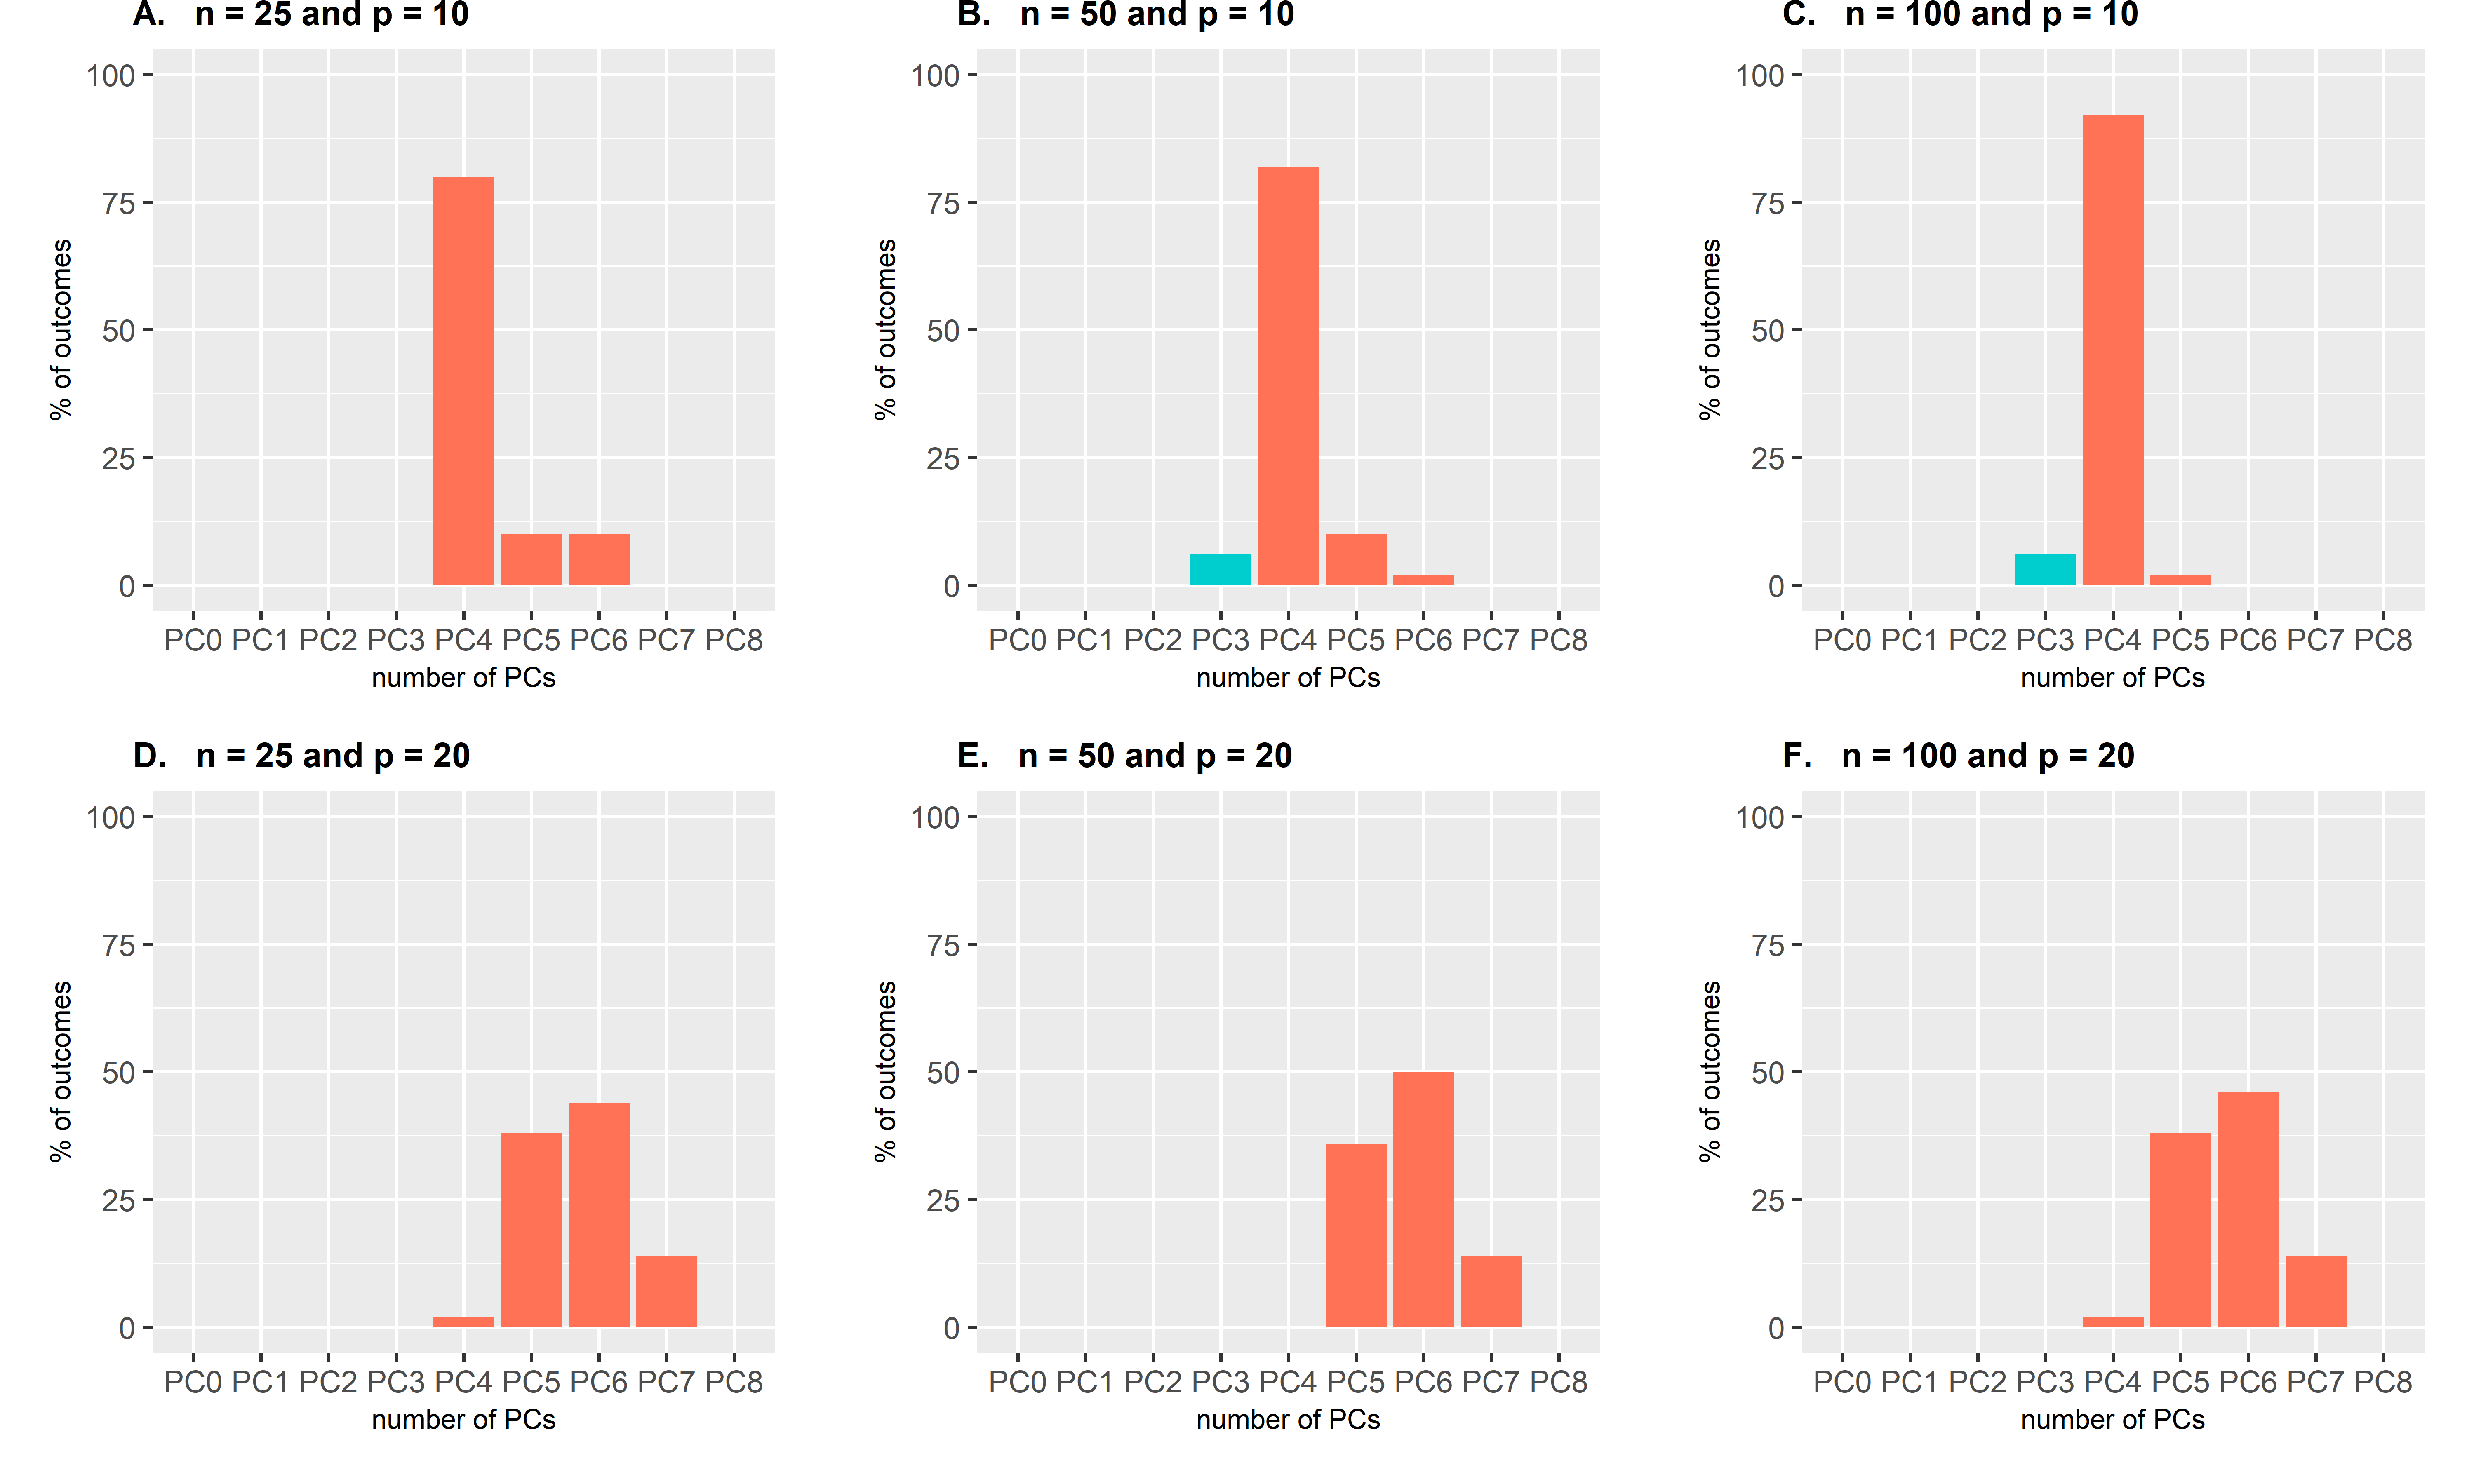 A. n = 25 and p = 10
B. n = 50 and p = 10
C. n = 100 and p = 10
100
75
50
25
0
% of outcomes
PC0 PC1 PC2 PC3 PC4 PC5 PC6 PC7 PC8
number of PCs
100
75
50
25
0
% of outcomes
PC0 PC1 PC2 PC3 PC4 PC5 PC6 PC7 PC8
number of PCs
100
75
50
25
0
% of outcomes
PC0 PC1 PC2 PC3 PC4 PC5 PC6 PC7 PC8
number of PCs
D. n = 25 and p = 20
E. n = 50 and p = 20
F. n = 100 and p = 20
100
75
50
25
0
% of outcomes
PC0 PC1 PC2 PC3 PC4 PC5 PC6 PC7 PC8
number of PCs
100
75
50
25
0
% of outcomes
PC0 PC1 PC2 PC3 PC4 PC5 PC6 PC7 PC8
number of PCs
100
75
50
25
0
% of outcomes
PC0 PC1 PC2 PC3 PC4 PC5 PC6 PC7 PC8
number of PCs